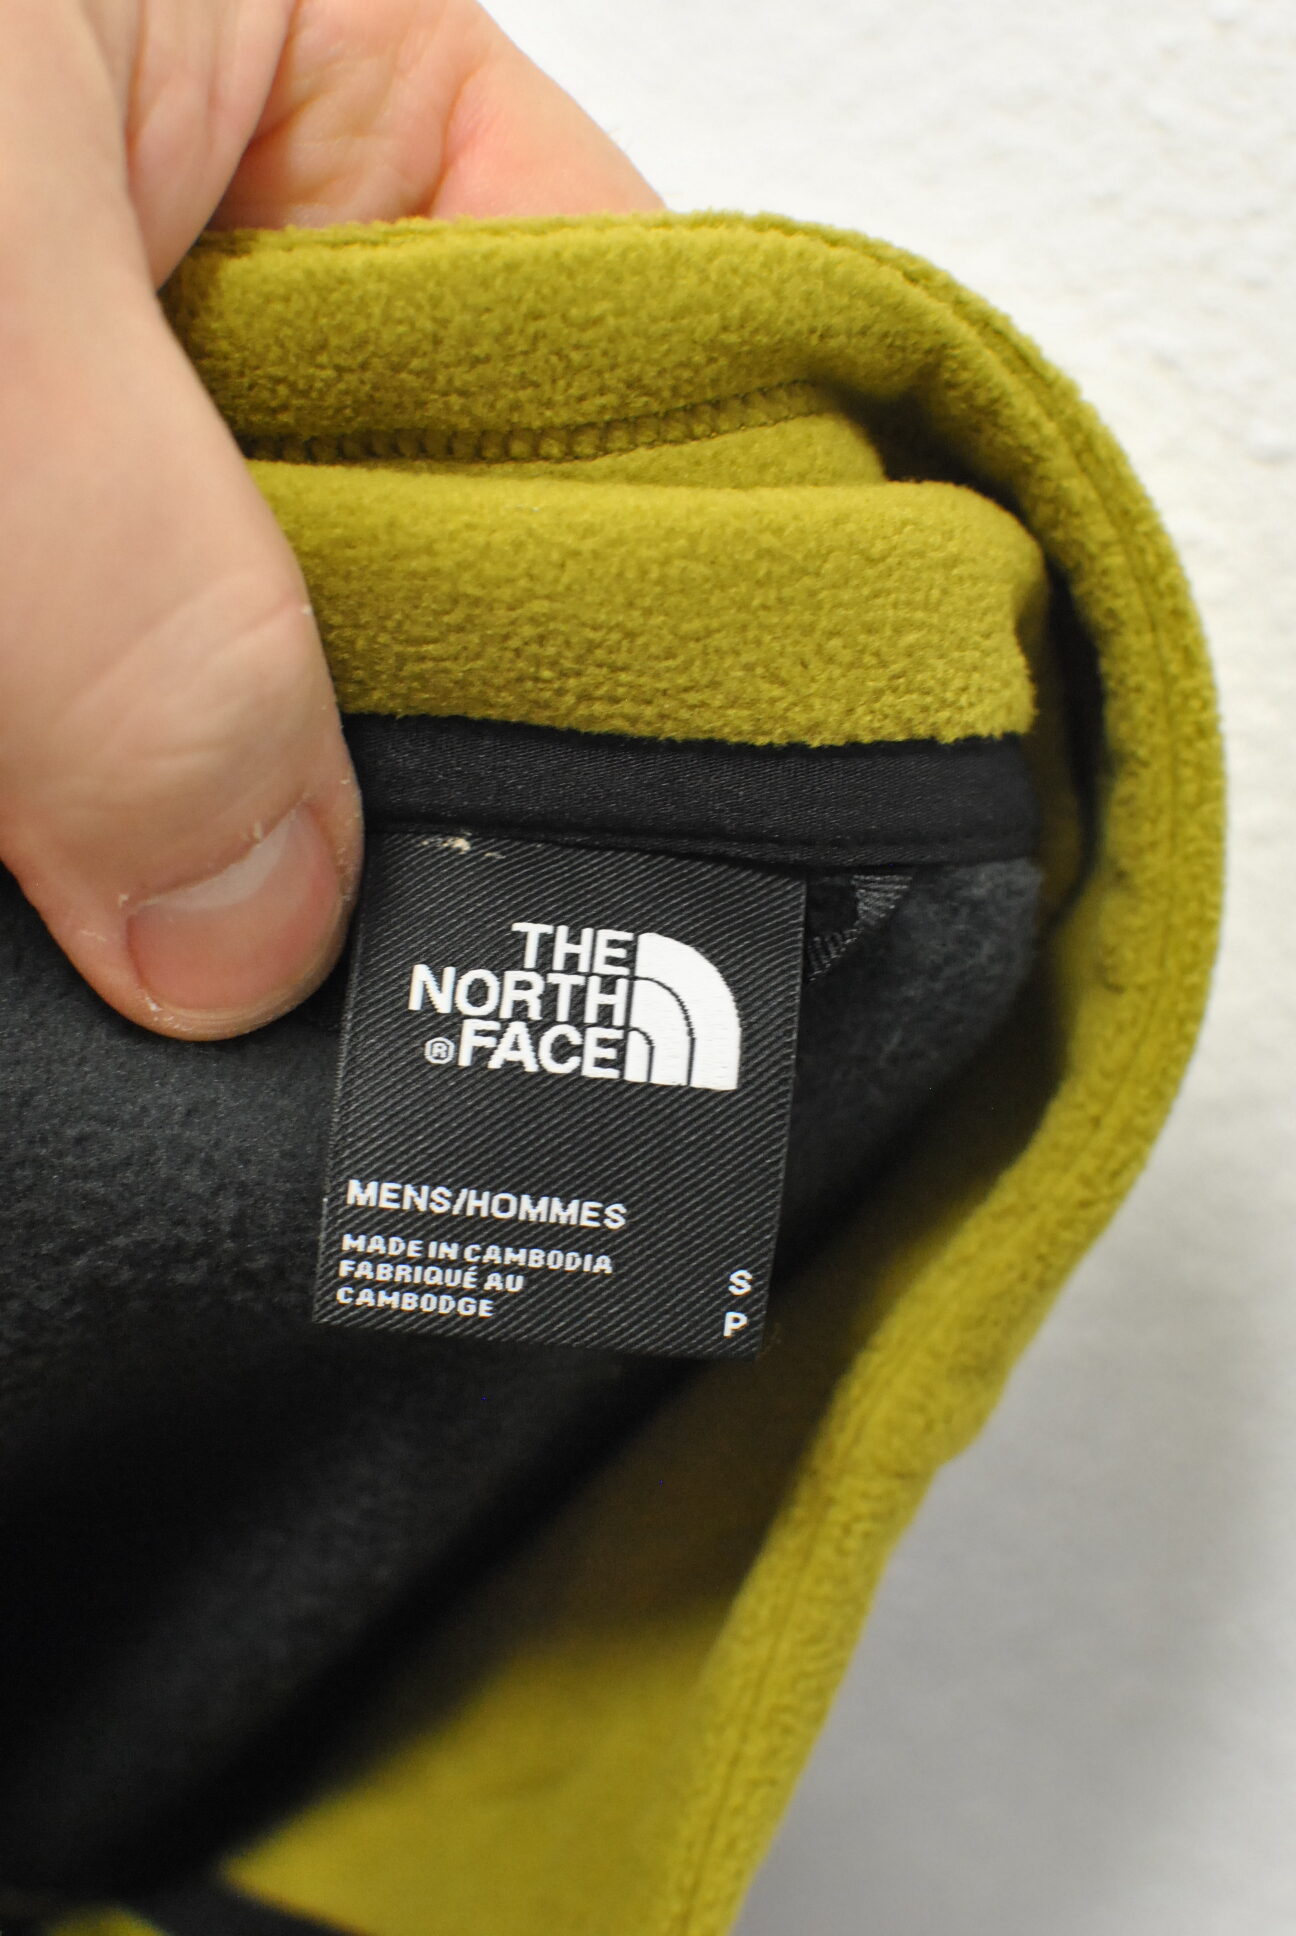 THE
NORTH
® FACE
MENS/HOMMES
MADE IN CAMBODIA
FABRIQUÉ AU
CAMBODGE
S
P